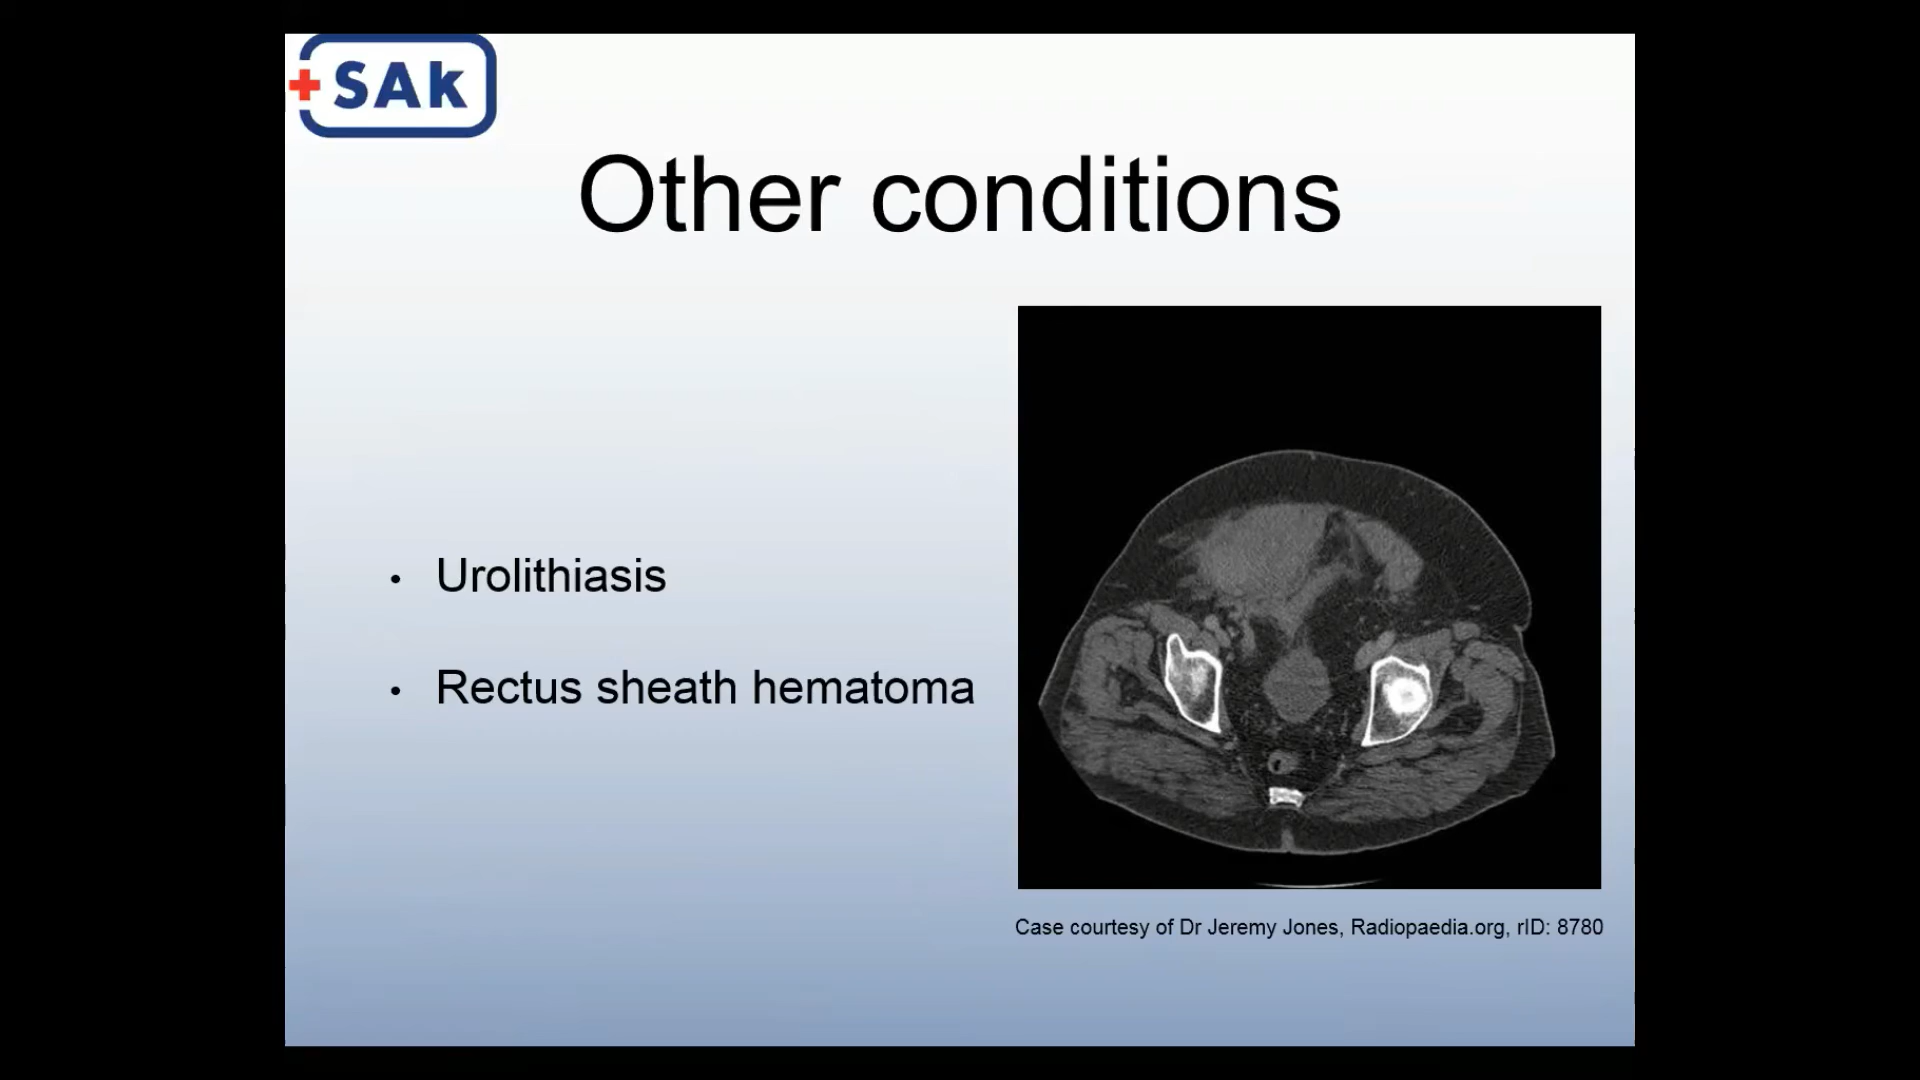 SAk
Other conditions
• Urolithiasis
• Rectus sheath hematoma
Case courtesy of Dr Jeremy Jones, Radiopaedia.org, rID: 8780